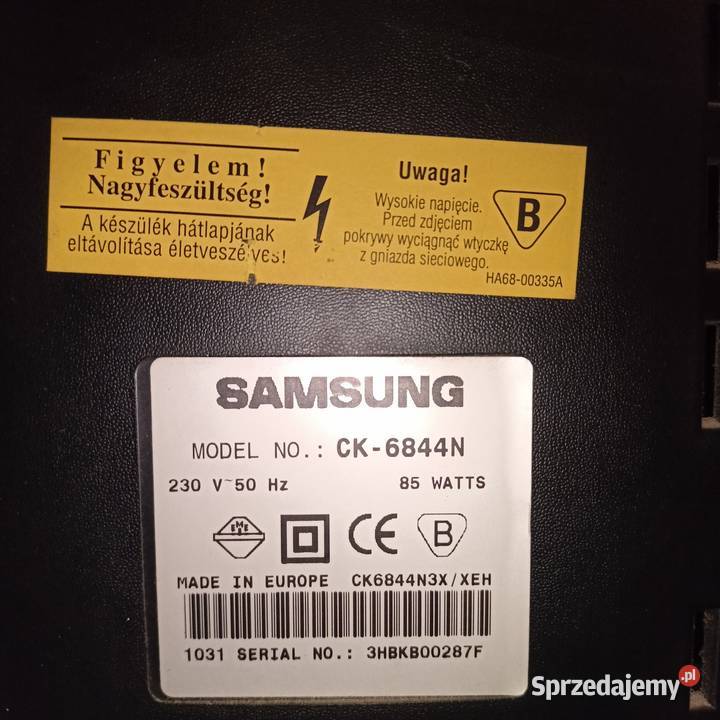 Figyelem!
Nagyfeszültség!
A készülék hátlapjának
eltávolítása életveszélyes!
Uwaga!
Wysokie napięcie.
Przed zdjęciem
pokrywy wyciągnąć wtyczkę
z gniazda sieciowego.
B
HA68-00335A
SAMSUNG
MODEL NO.: CK-6844N
230 V~50 Hz 85 WATTS
MEEI CE B
MADE IN EUROPE CK6844N3X/XEH
1031 SERIAL NO.: 3HBKB00287F
Sprzedajemy.pl